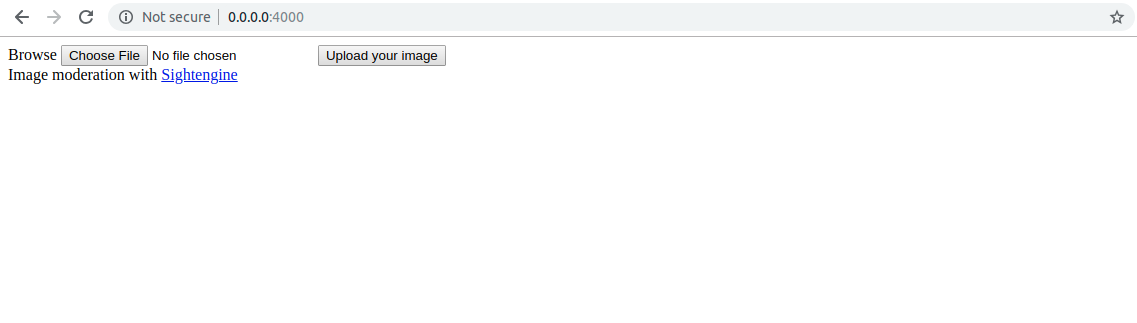 Not secure 0.0.0.0:4000
Browse Choose File No file chosen Upload your image
Image moderation with Sightengine